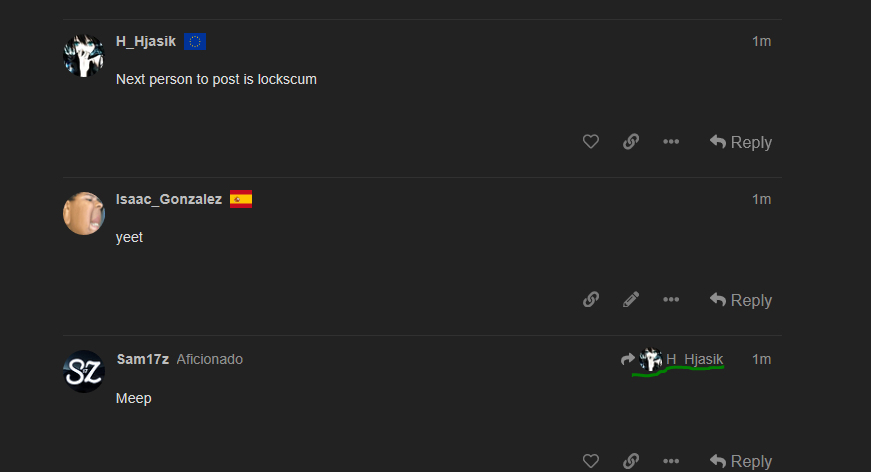 H_Hjasik 1m
Next person to post is lockscum
Reply
Isaac_Gonzalez 1m
yeet
Reply
SZ Sam17z Aficionado H_Hjasik 1m
Meep
Reply